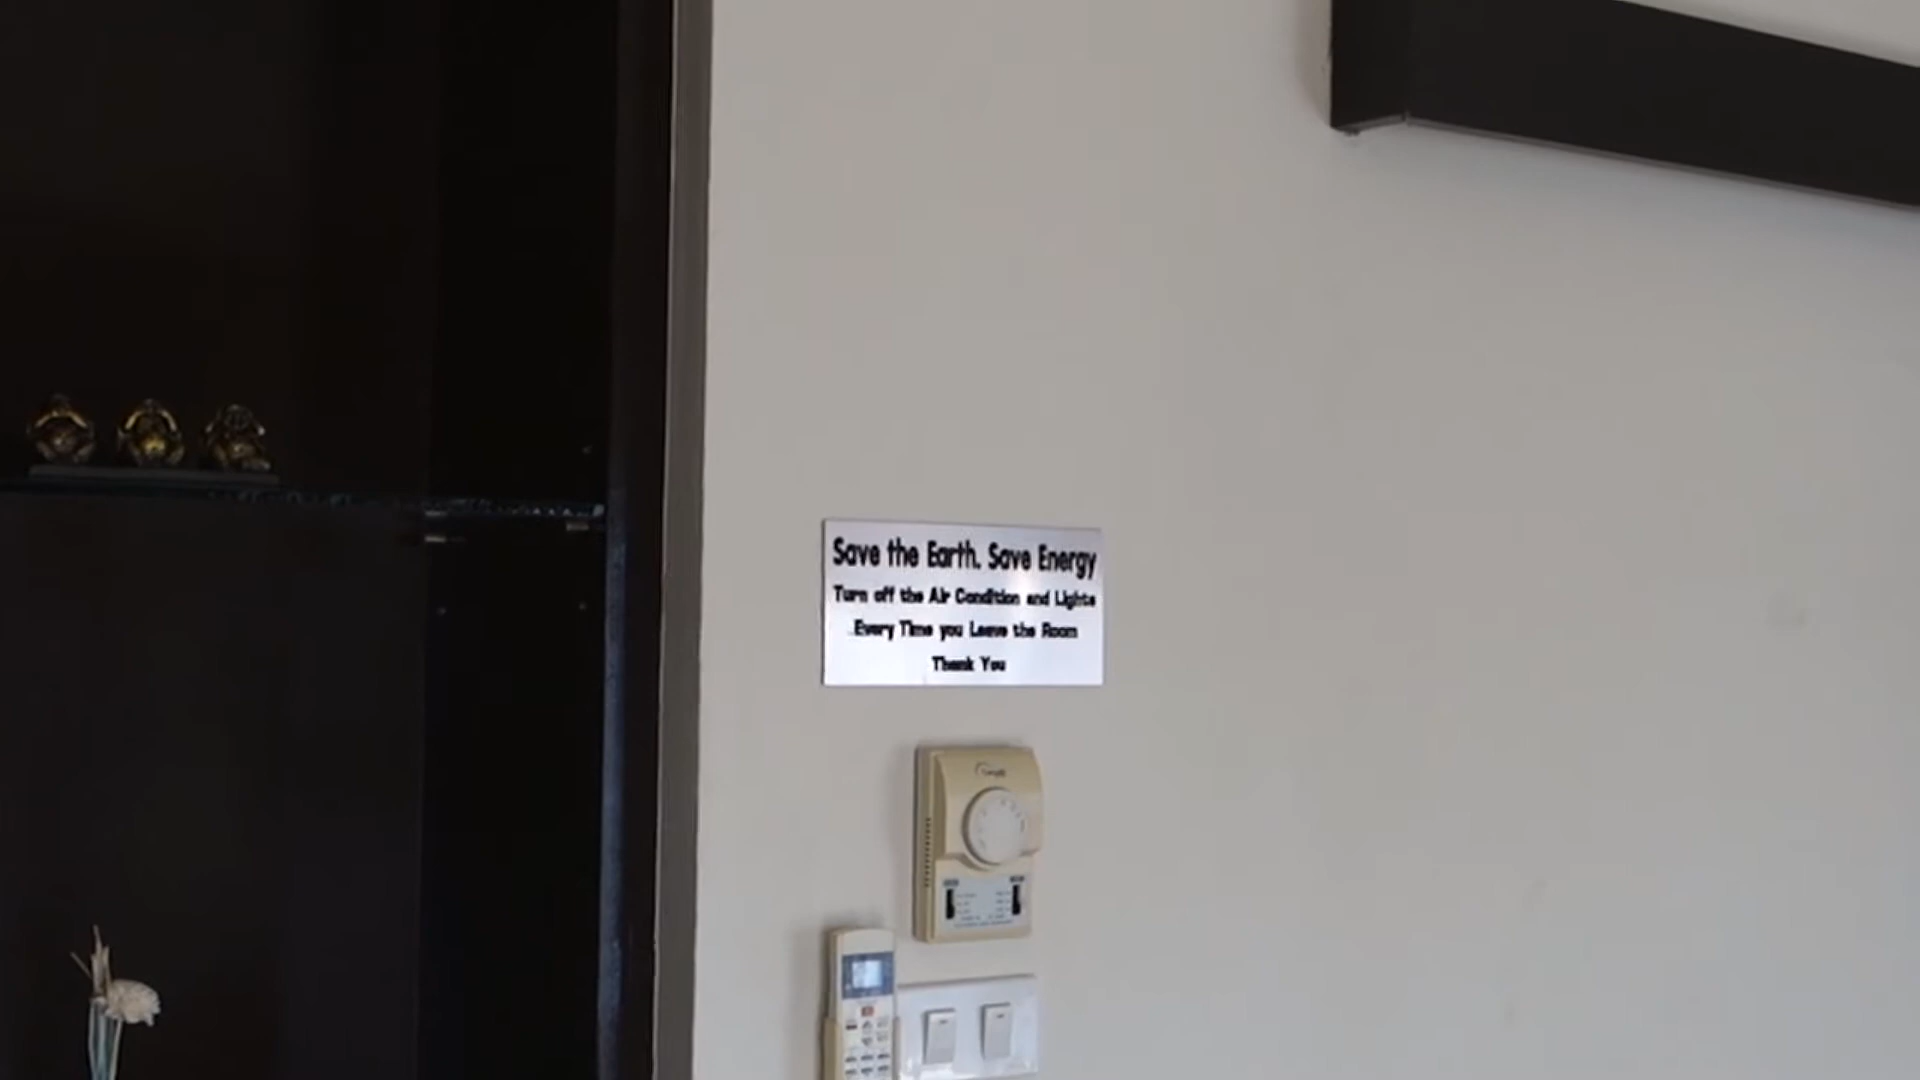 Save the Earth. Save Energy
Turn off the Air Condition and Lights
Every Time you Leave the Room
Thank You